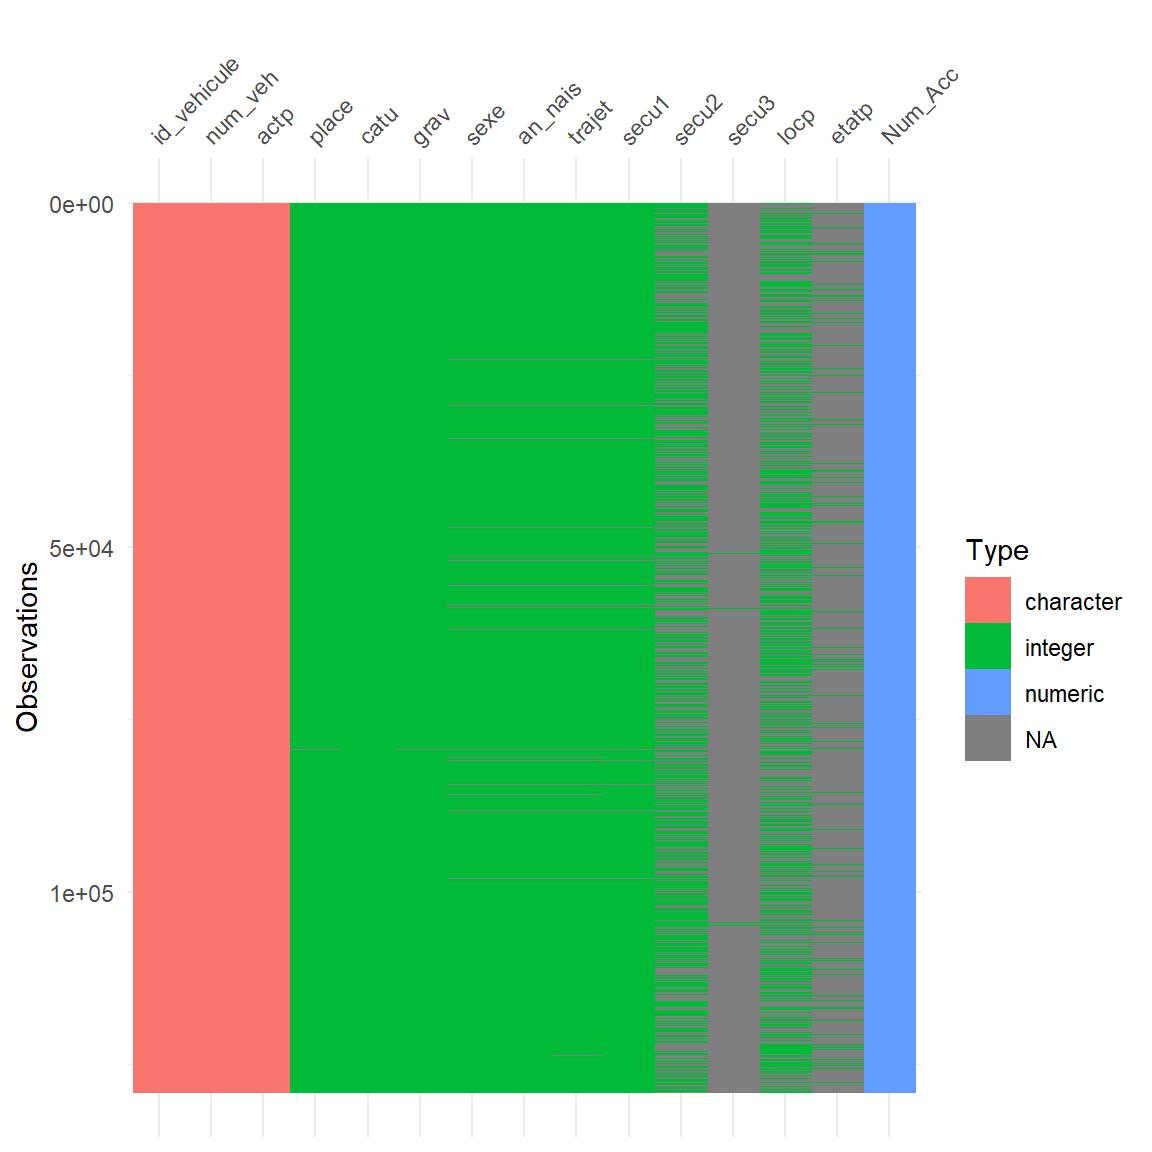 id_vehicule
num_veh
actp
place
catu
grav
sexe
an_nais
trajet
secu1
secu2
secu3
locp
etatp
Num_Acc
0e+00
5e+04
1e+05
Observations
Type
character
integer
numeric
NA